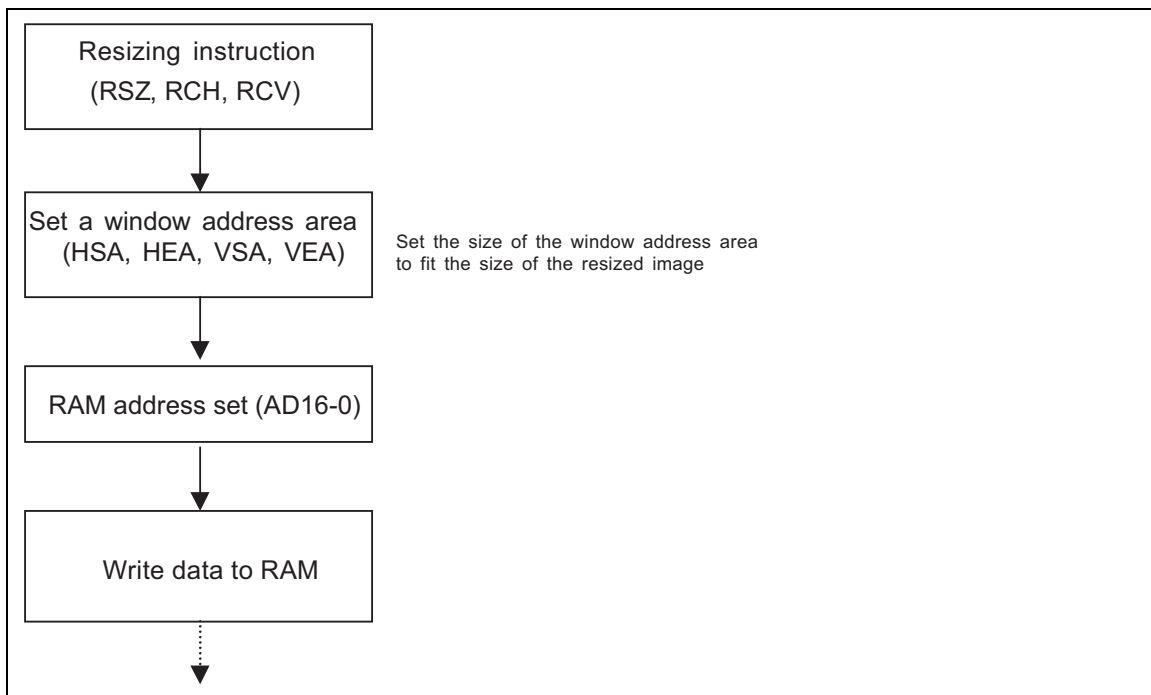 Resizing instruction
(RSZ, RCH, RCV)
Set a window address area
(HSA, HEA, VSA, VEA)
Set the size of the window address area
to fit the size of the resized image
RAM address set (AD16-0)
Write data to RAM